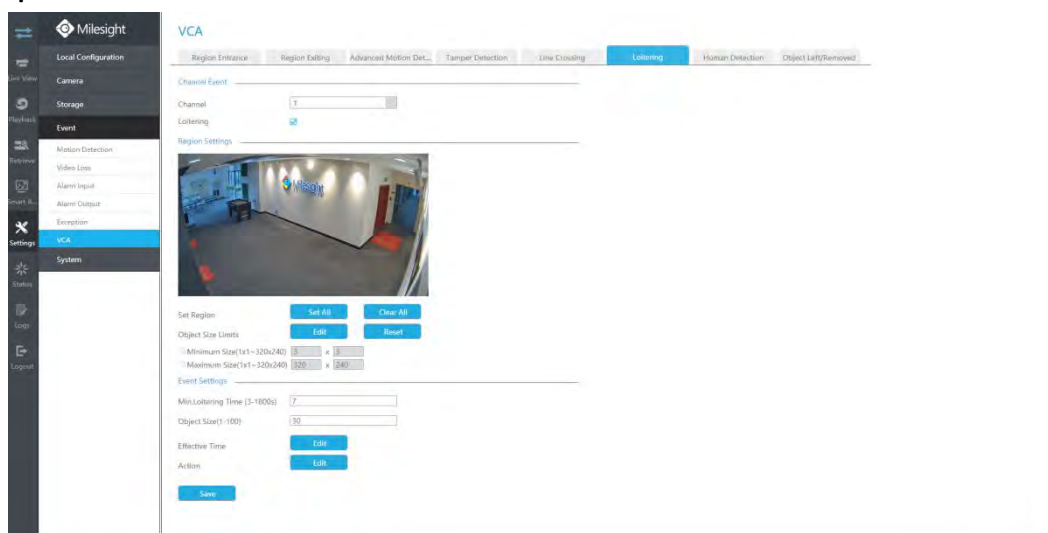 Milesight
VCA
Local Configuration
Region Entrance
Region Exiting
Advanced Motion Det...
Tamper Detection
Line Crossing
Loitering
Human Detection
Object Left/Removed
Live View
Camera
Channel Event
Storage
Channel
1
Playback
Loitering
Event
Region Settings
Motion Detection
Retrieve
Video Loss
Milesight
Alarm Input
Smart A...
Alarm Output
Exception
Settings
VCA
System
Status
Set Region
Set All
Clear All
Logs
Object Size Limits
Edit
Reset
Minimum Size(1x1~320x240) 3 x 3
Logout
Maximum Size(1x1~320x240) 320 x 240
Event Settings
Min.Loitering Time (3-1800s) 7
Object Size(1-100) 30
Effective Time
Edit
Action
Edit
Save